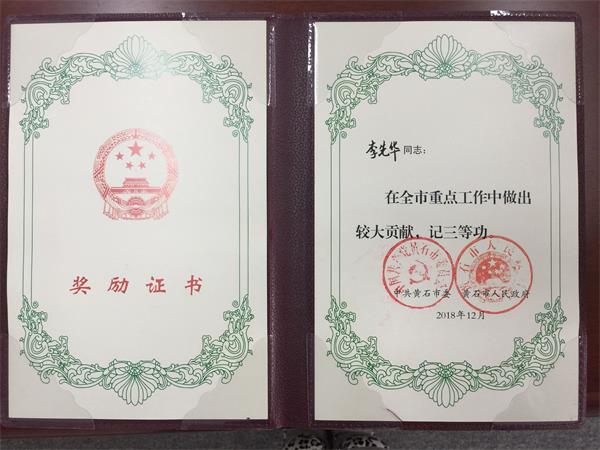 奖励证书
李先华同志：
在全市重点工作中做出
较大贡献，记三等功。
中共黄石市委 黄石市人民政府
2018年12月